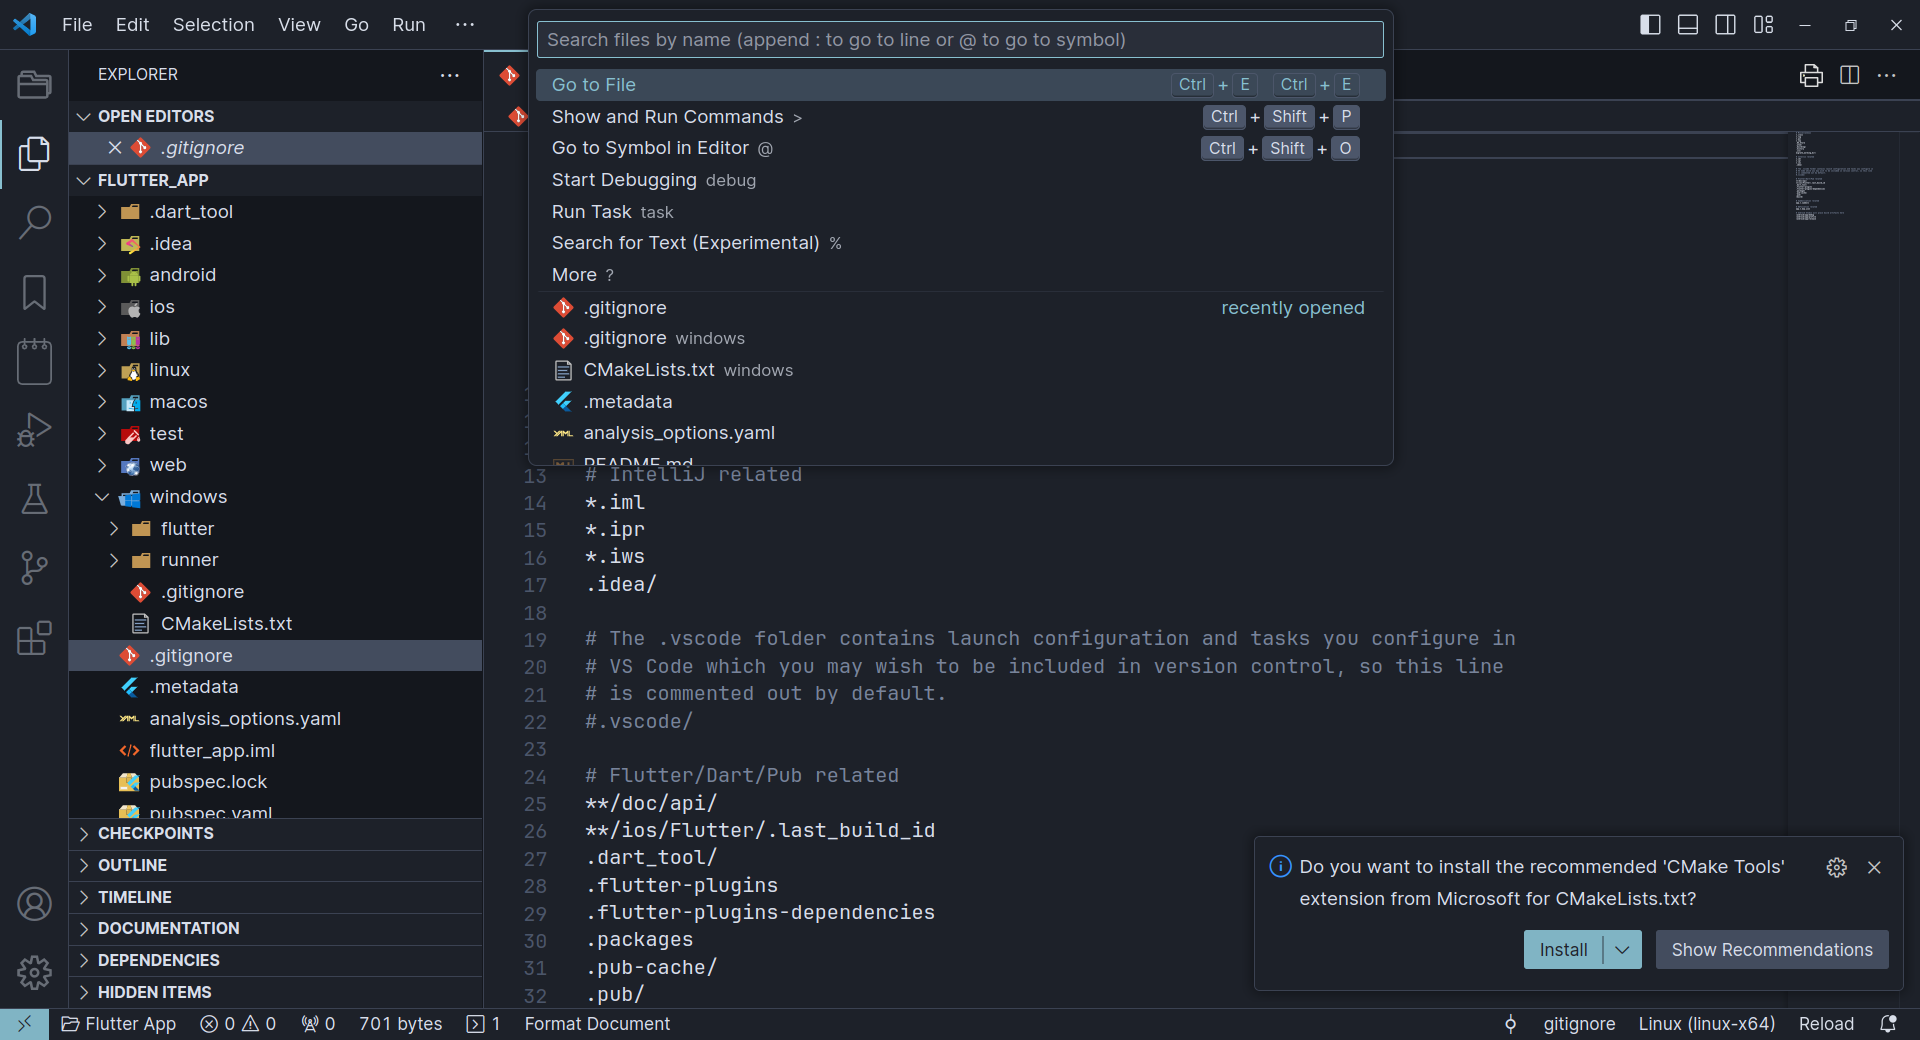 File Edit Selection View Go Run ···
Search files by name (append : to go to line or @ to go to symbol)
Go to File Ctrl + E Ctrl + E
Show and Run Commands > Ctrl + Shift + P
Go to Symbol in Editor @ Ctrl + Shift + O
Start Debugging debug
Run Task task
Search for Text (Experimental) %
More ?
.gitignore recently opened
.gitignore windows
CMakeLists.txt windows
.metadata
analysis_options.yaml
README.md
EXPLORER ···
OPEN EDITORS
.gitignore
FLUTTER_APP
.dart_tool
.idea
android
ios
lib
linux
macos
test
web
windows
flutter
runner
.gitignore
CMakeLists.txt
.gitignore
.metadata
analysis_options.yaml
flutter_app.iml
pubspec.lock
pubspec.yaml
CHECKPOINTS
OUTLINE
TIMELINE
DOCUMENTATION
DEPENDENCIES
HIDDEN ITEMS
13 # IntelliJ related
14 *.iml
15 *.ipr
16 *.iws
17 .idea/
18
19 # The .vscode folder contains launch configuration and tasks you configure in
20 # VS Code which you may wish to be included in version control, so this line
21 # is commented out by default.
22 #.vscode/
23
24 # Flutter/Dart/Pub related
25 **/doc/api/
26 **/ios/Flutter/.last_build_id
27 .dart_tool/
28 .flutter-plugins
29 .flutter-plugins-dependencies
30 .packages
31 .pub-cache/
32 .pub/
Do you want to install the recommended 'CMake Tools'
extension from Microsoft for CMakeLists.txt?
Install Show Recommendations
Flutter App 0 0 0 701 bytes 1 Format Document gitignore Linux (linux-x64) Reload